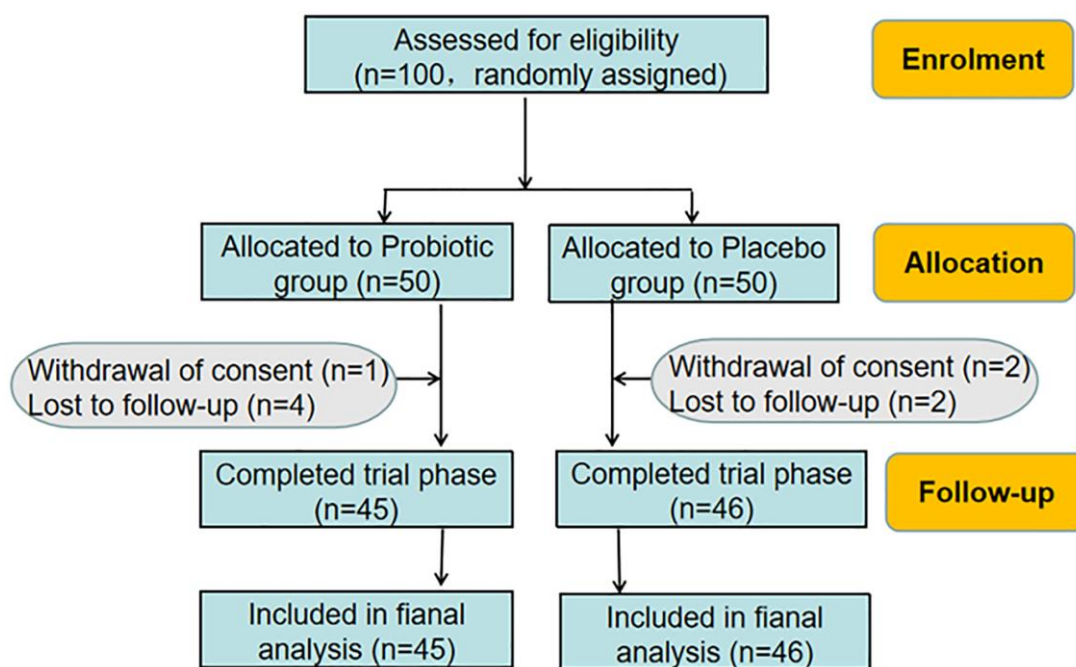 Assessed for eligibility
(n=100，randomly assigned)
Enrolment
Allocated to Probiotic
group (n=50)
Allocated to Placebo
group (n=50)
Allocation
Withdrawal of consent (n=1)
Lost to follow-up (n=4)
Withdrawal of consent (n=2)
Lost to follow-up (n=2)
Completed trial phase
(n=45)
Completed trial phase
(n=46)
Follow-up
Included in fianal
analysis (n=45)
Included in fianal
analysis (n=46)